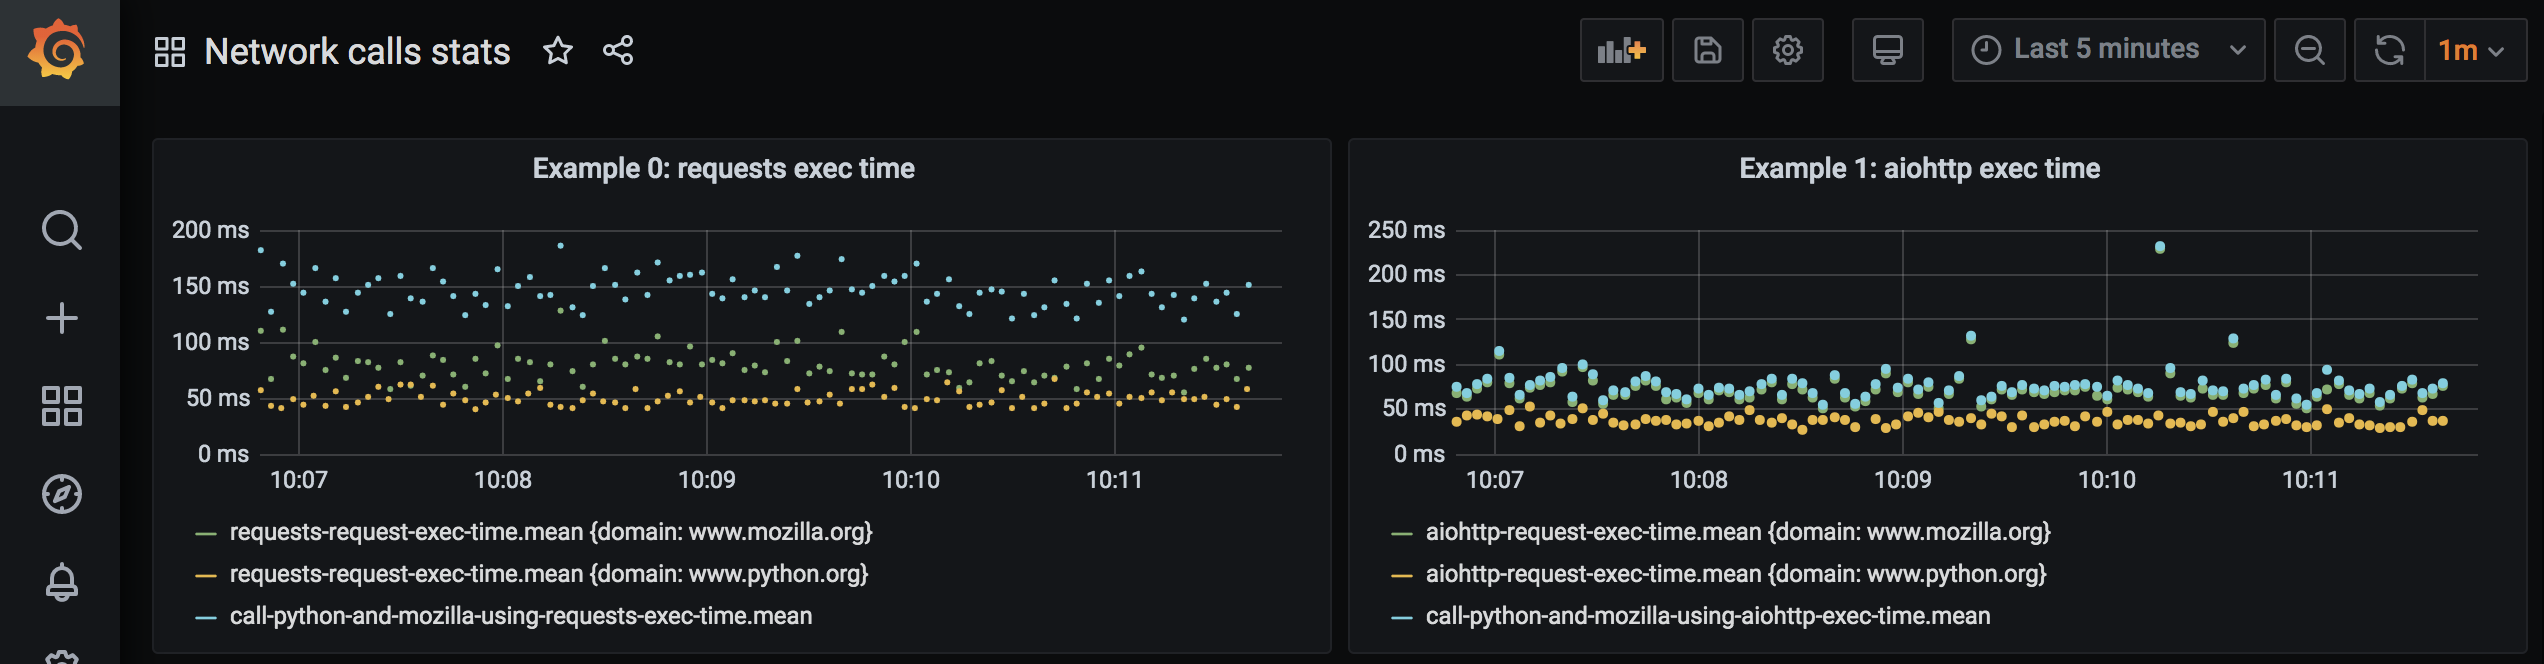 Network calls stats
Last 5 minutes
1m
Example 0: requests exec time
200 ms
150 ms
100 ms
50 ms
0 ms
10:07 10:08 10:09 10:10 10:11
requests-request-exec-time.mean {domain: www.mozilla.org}
requests-request-exec-time.mean {domain: www.python.org}
call-python-and-mozilla-using-requests-exec-time.mean
Example 1: aiohttp exec time
250 ms
200 ms
150 ms
100 ms
50 ms
0 ms
10:07 10:08 10:09 10:10 10:11
aiohttp-request-exec-time.mean {domain: www.mozilla.org}
aiohttp-request-exec-time.mean {domain: www.python.org}
call-python-and-mozilla-using-aiohttp-exec-time.mean